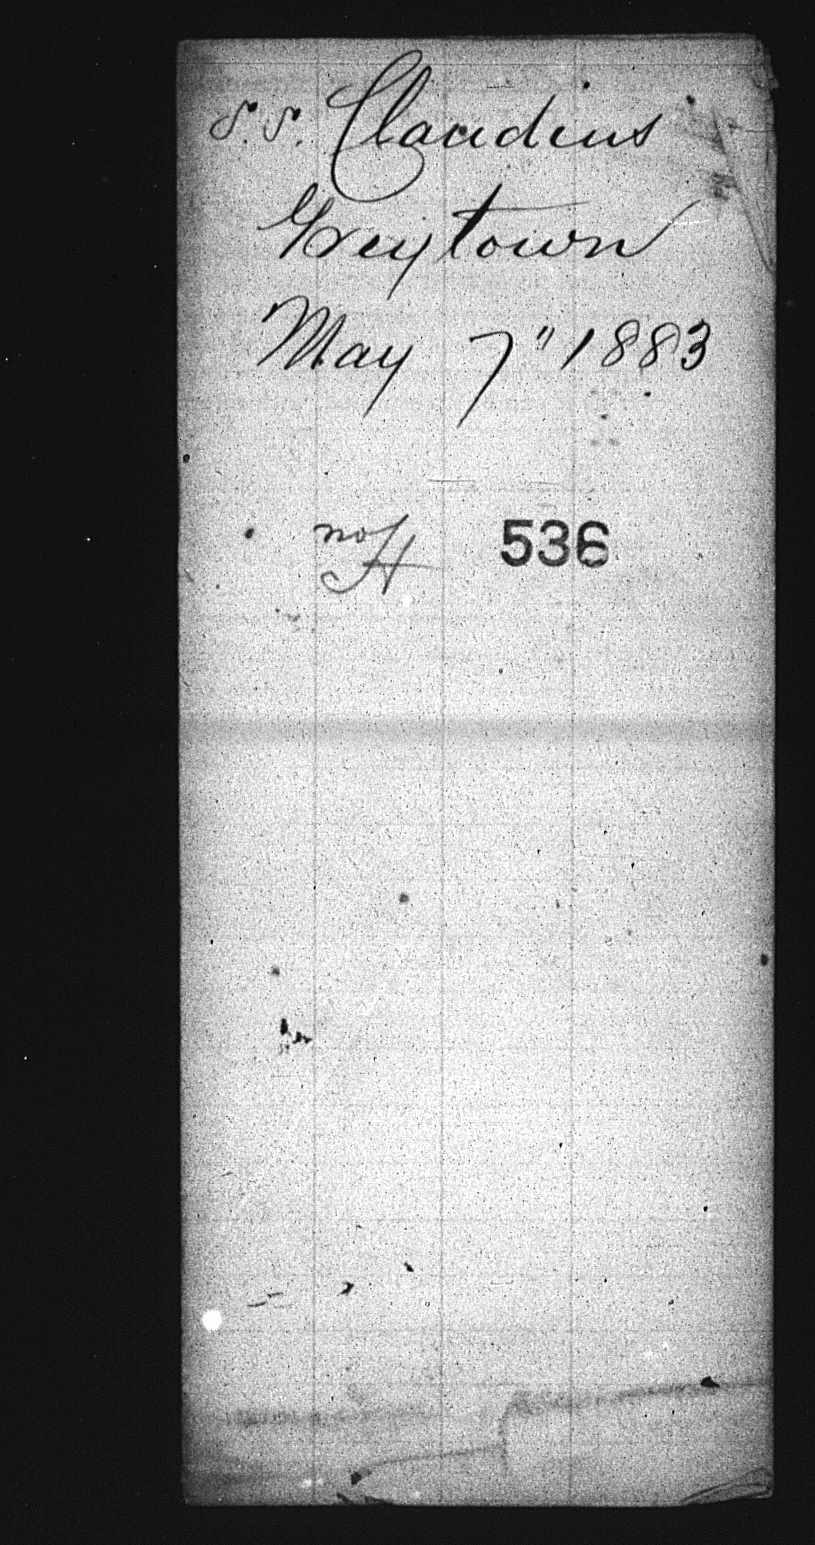 S.S. Claudius
Greytown
May 7" 1883
no H 536